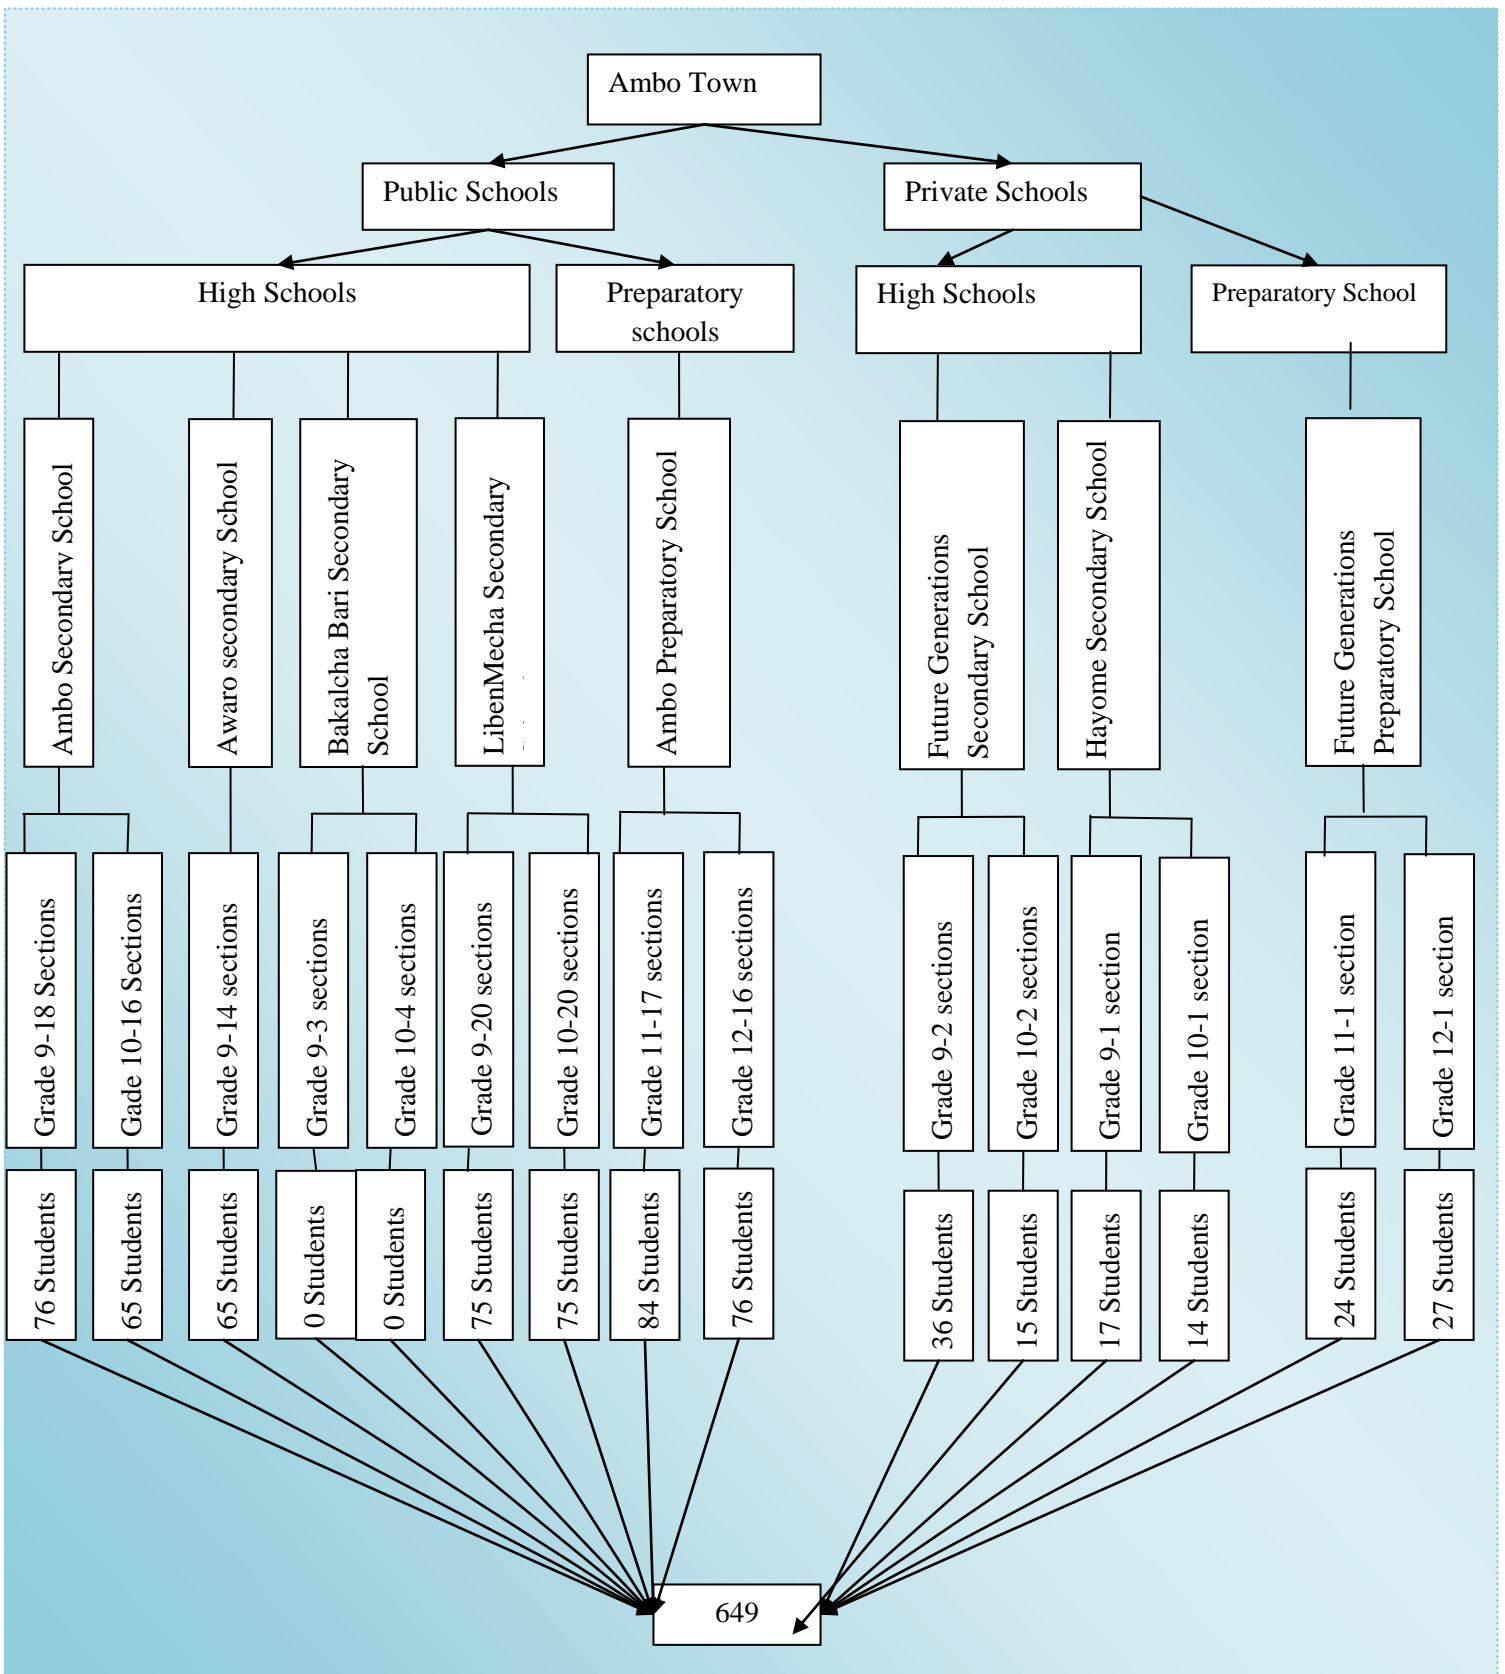 Ambo Town
Public Schools
Private Schools
High Schools
Preparatory
schools
High Schools
Preparatory School
Ambo Secondary School
Awaro secondary School
Bakalcha Bari Secondary
School
LibenMecha Secondary
Ambo Preparatory School
Future Generations
Secondary School
Hayome Secondary School
Future Generations
Preparatory School
Grade 9-18 Sections
Gade 10-16 Sections
Grade 9-14 sections
Grade 9-3 sections
Grade 10-4 sections
Grade 9-20 sections
Grade 10-20 sections
Grade 11-17 sections
Grade 12-16 sections
Grade 9-2 sections
Grade 10-2 sections
Grade 9-1 section
Grade 10-1 section
Grade 11-1 section
Grade 12-1 section
76 Students
65 Students
65 Students
0 Students
0 Students
75 Students
75 Students
84 Students
76 Students
36 Students
15 Students
17 Students
14 Students
24 Students
27 Students
649